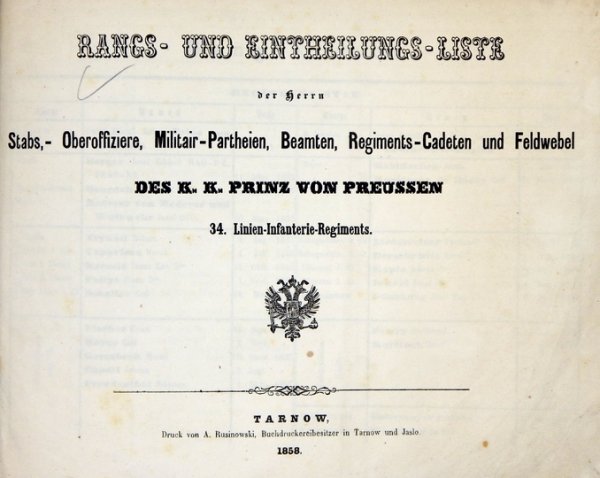 RANGS- UND EINTHEILUNGS-LISTE
der Herrn
Stabs,- Oberoffiziere, Militair-Partheien, Beamten, Regiments-Cadeten und Feldwebel
DES K. K. PRINZ VON PREUSSEN
34. Linien-Infanterie-Regiments.
TARNOW,
Druck von A. Rusinowski, Buchdruckereibesitzer in Tarnow und Jaslo.
1858.